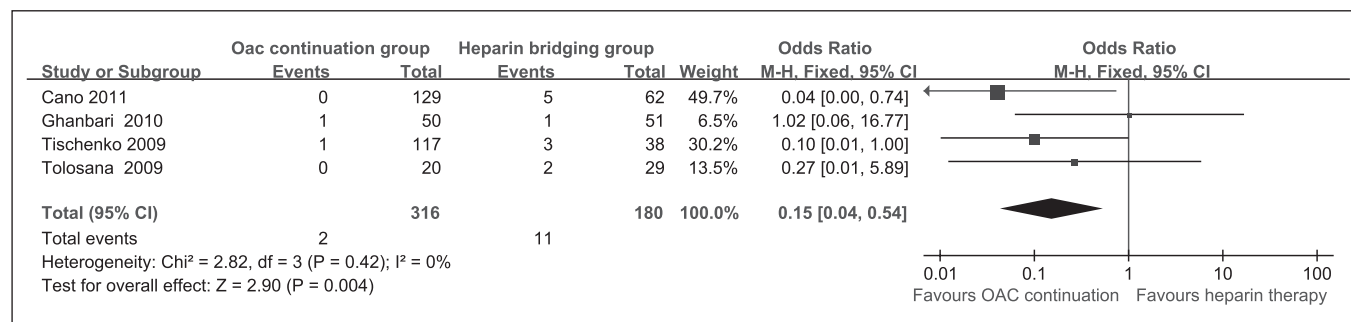 Oac continuation group Heparin bridging group Odds Ratio Odds Ratio
Study or Subgroup Events Total Events Total Weight M-H, Fixed, 95% CI M-H, Fixed, 95% CI
Cano 2011 0 129 5 62 49.7% 0.04 [0.00, 0.74]
Ghanbari 2010 1 50 1 51 6.5% 1.02 [0.06, 16.77]
Tischenko 2009 1 117 3 38 30.2% 0.10 [0.01, 1.00]
Tolosana 2009 0 20 2 29 13.5% 0.27 [0.01, 5.89]
Total (95% CI) 316 180 100.0% 0.15 [0.04, 0.54]
Total events 2 11
Heterogeneity: Chi² = 2.82, df = 3 (P = 0.42); I² = 0%
Test for overall effect: Z = 2.90 (P = 0.004)
0.01 0.1 1 10 100
Favours OAC continuation Favours heparin therapy